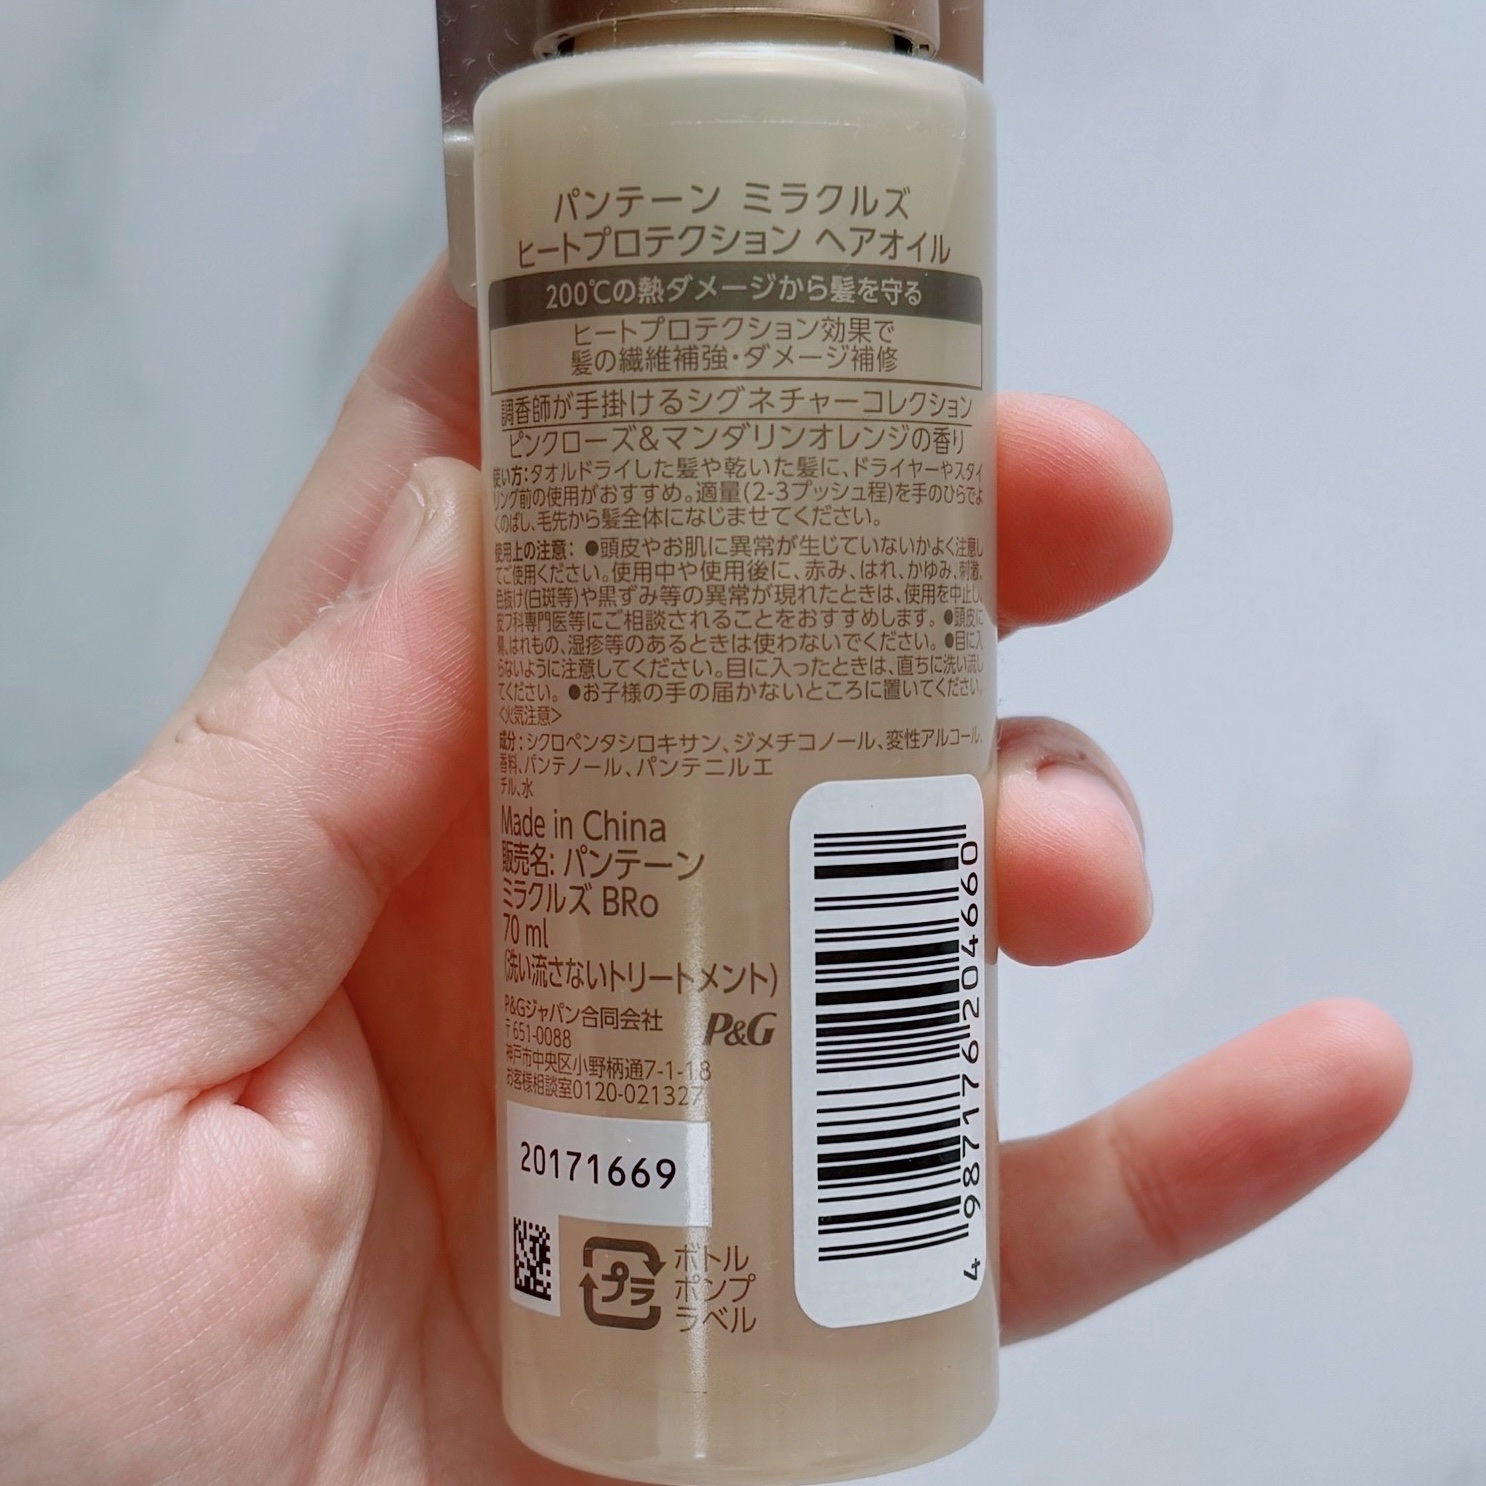 パンテーン ミラクルズ
ヒートプロテクション ヘアオイル
200℃の熱ダメージから髪を守る
ヒートプロテクション効果で
髪の繊維補強・ダメージ補修
調香師が手掛けるシグネチャーコレクション
ピンクローズ&マンダリンオレンジの香り
使い方:タオルドライした髪や乾いた髪に、ドライヤーやスタイ
リング前の使用がおすすめ。適量(2-3プッシュ程)を手のひらでよ
くのばし、毛先から髪全体になじませてください。
使用上の注意: ●頭皮やお肌に異常が生じていないかよく注意し
てご使用ください。使用中や使用後に、赤み、はれ、かゆみ、刺激、
色抜け(白斑等)や黒ずみ等の異常が現れたときは、使用を中止し、
皮フ科専門医等にご相談されることをおすすめします。●頭皮に
傷、はれもの、湿疹等のあるときは使わないでください。●目に入
らないように注意してください。目に入ったときは、直ちに洗い流し
てください。●お子様の手の届かないところに置いてください。
<火気注意>
成分:シクロペンタシロキサン、ジメチコノール、変性アルコール、
香料、パンテノール、パンテニルエ
チル、水
Made in China
販売名: パンテーン
ミラクルズ BRo
70 ml
(洗い流さないトリートメント)
P&Gジャパン合同会社
P&G
〒651-0088
神戸市中央区小野柄通7-1-18
お客様相談室0120-021327
20171669
プラ
ボトル
ポンプ
ラベル
4 987176 204660